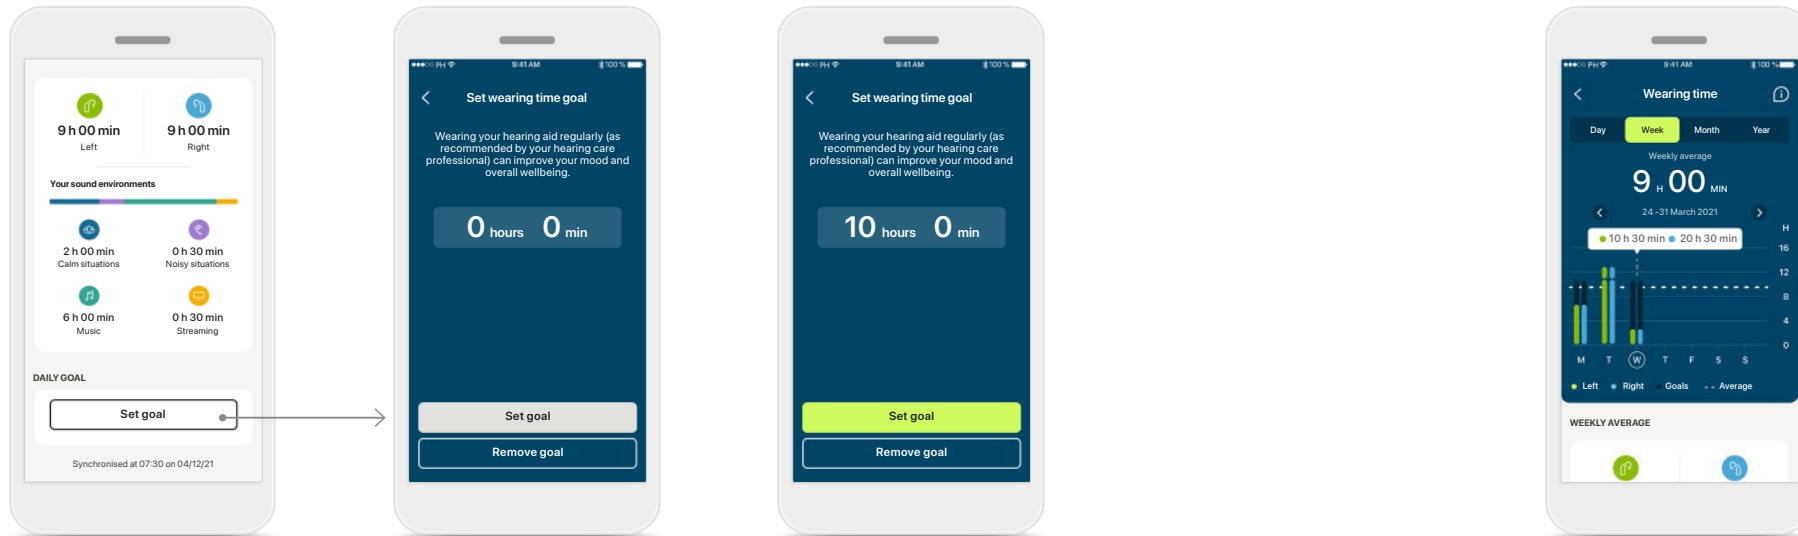 9 h 00 min
Left
9 h 00 min
Right
Your sound environments
2 h 00 min
Calm situations
0 h 30 min
Noisy situations
6 h 00 min
Music
0 h 30 min
Streaming
DAILY GOAL
Set goal
Synchronised at 07:30 on 04/12/21
PH 9:41 AM 100 %
Set wearing time goal
Wearing your hearing aid regularly (as
recommended by your hearing care
professional) can improve your mood and
overall wellbeing.
0 hours 0 min
Set goal
Remove goal
PH 9:41 AM 100 %
Set wearing time goal
Wearing your hearing aid regularly (as
recommended by your hearing care
professional) can improve your mood and
overall wellbeing.
10 hours 0 min
Set goal
Remove goal
PH 9:41 AM 100 %
Wearing time
Day Week Month Year
Weekly average
9 H 00 MIN
24 -31 March 2021
H
10 h 30 min 20 h 30 min
16
12
8
4
0
M T W T F S S
Left Right Goals Average
WEEKLY AVERAGE